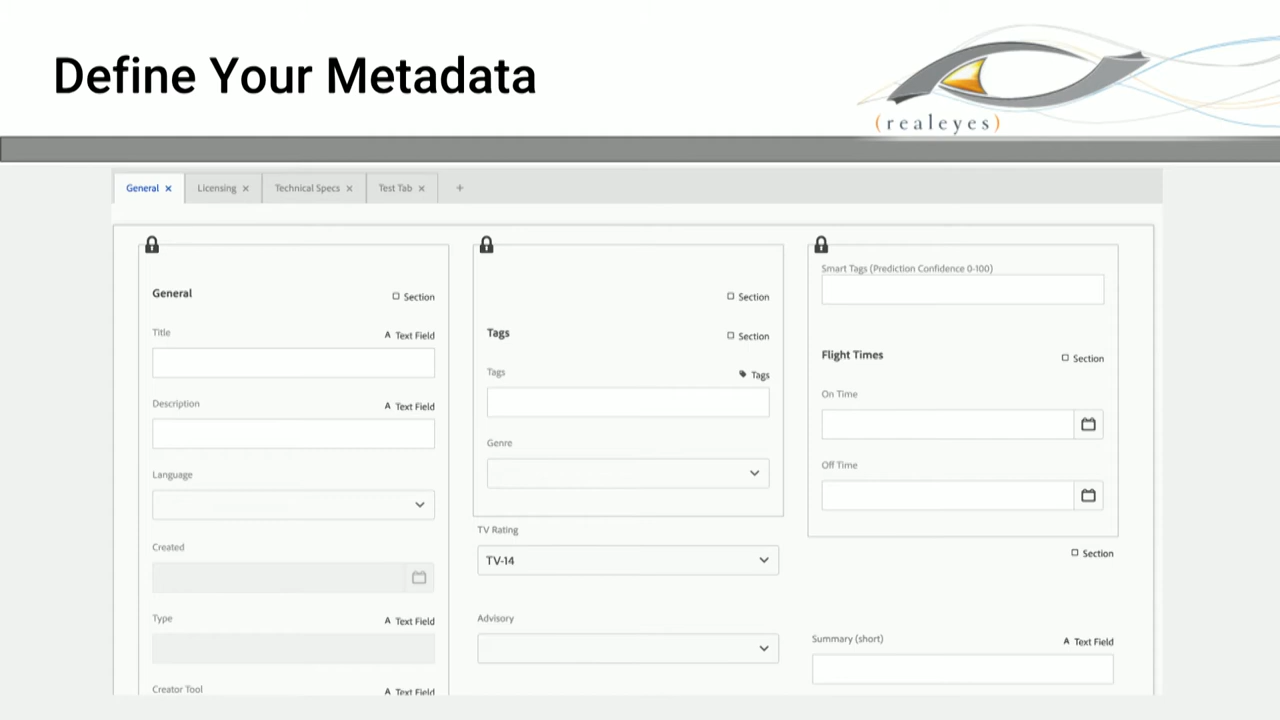 Define Your Metadata
(realeyes)
General × Licensing × Technical Specs × Test Tab × +
General
Section
Title
A Text Field
Description
A Text Field
Language
Created
Type
A Text Field
Creator Tool
A Text Field
Section
Tags
Section
Tags
Tags
Genre
TV Rating
TV-14
Advisory
Smart Tags (Prediction Confidence 0-100)
Flight Times
Section
On Time
Off Time
Section
Summary (short)
A Text Field